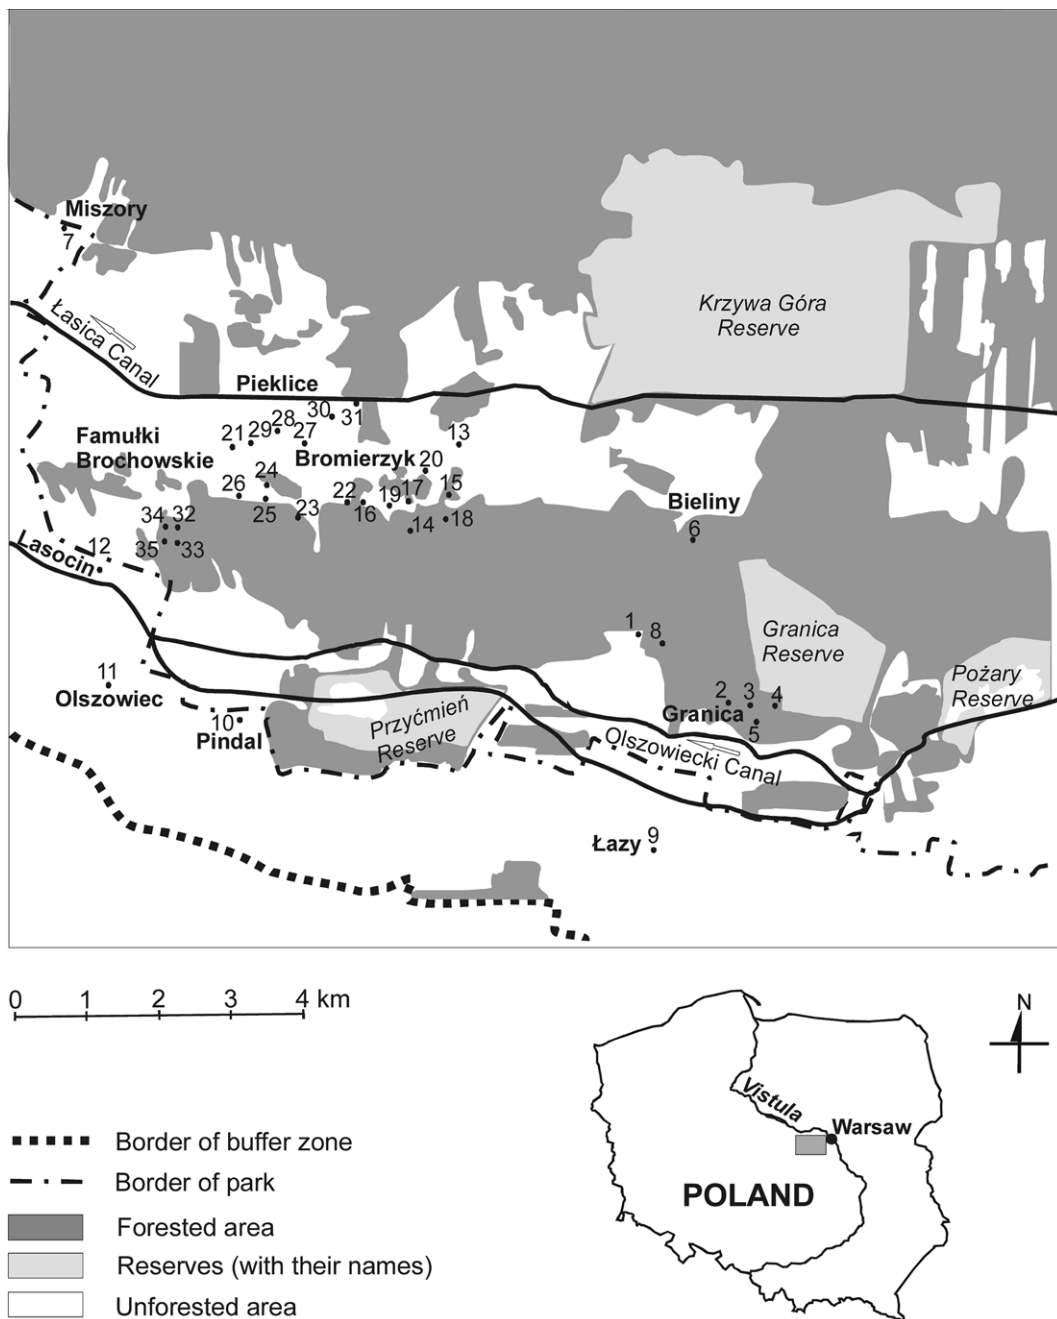 Miszory
7
Łasica Canal
Krzywa Góra
Reserve
Pieklice
30
31
28
29
21
27
13
Famułki
Brochowskie
Bromierzyk
20
24
26
25
23
22
16
19
17
15
14
18
Bieliny
6
34
32
35
33
Lasocin
12
1
8
Granica
Reserve
Pożary
Reserve
11
Olszowiec
2
3
4
Granica
5
10
Pindal
Przyćmień
Reserve
Olszowiecki Canal
Łazy
9
0 1 2 3 4 km
N
Vistula
Warsaw
POLAND
Border of buffer zone
Border of park
Forested area
Reserves (with their names)
Unforested area